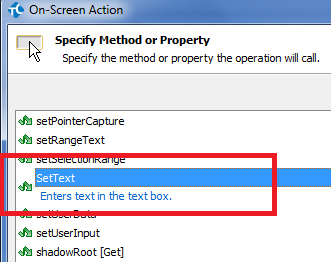 On-Screen Action
Specify Method or Property
Specify the method or property the operation will call.
setPointerCapture
setRangeText
setSelectionRange
SetText
Enters text in the text box.
setUserData
setUserInput
shadowRoot [Get]